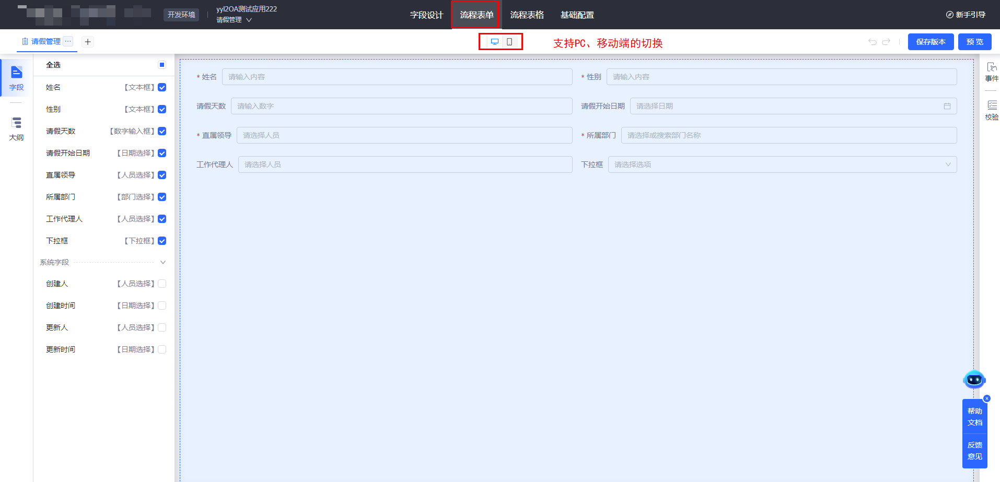 开发环境
yyl2OA测试应用222
请假管理
字段设计
流程表单
流程表格
基础配置
新手引导
请假管理
支持PC、移动端的切换
保存版本
预 览
字段
大纲
全选
姓名 【文本框】
性别 【文本框】
请假天数 【数字输入框】
请假开始日期 【日期选择】
直属领导 【人员选择】
所属部门 【部门选择】
工作代理人 【人员选择】
下拉框 【下拉框】
系统字段
创建人 【人员选择】
创建时间 【日期选择】
更新人 【人员选择】
更新时间 【日期选择】
* 姓名 请输入内容
* 性别 请输入内容
请假天数 请输入数字
请假开始日期 请选择日期
* 直属领导 请选择人员
* 所属部门 请选择或搜索部门名称
工作代理人 请选择人员
下拉框 请选择选项
事件
校验
帮助
文档
反馈
意见